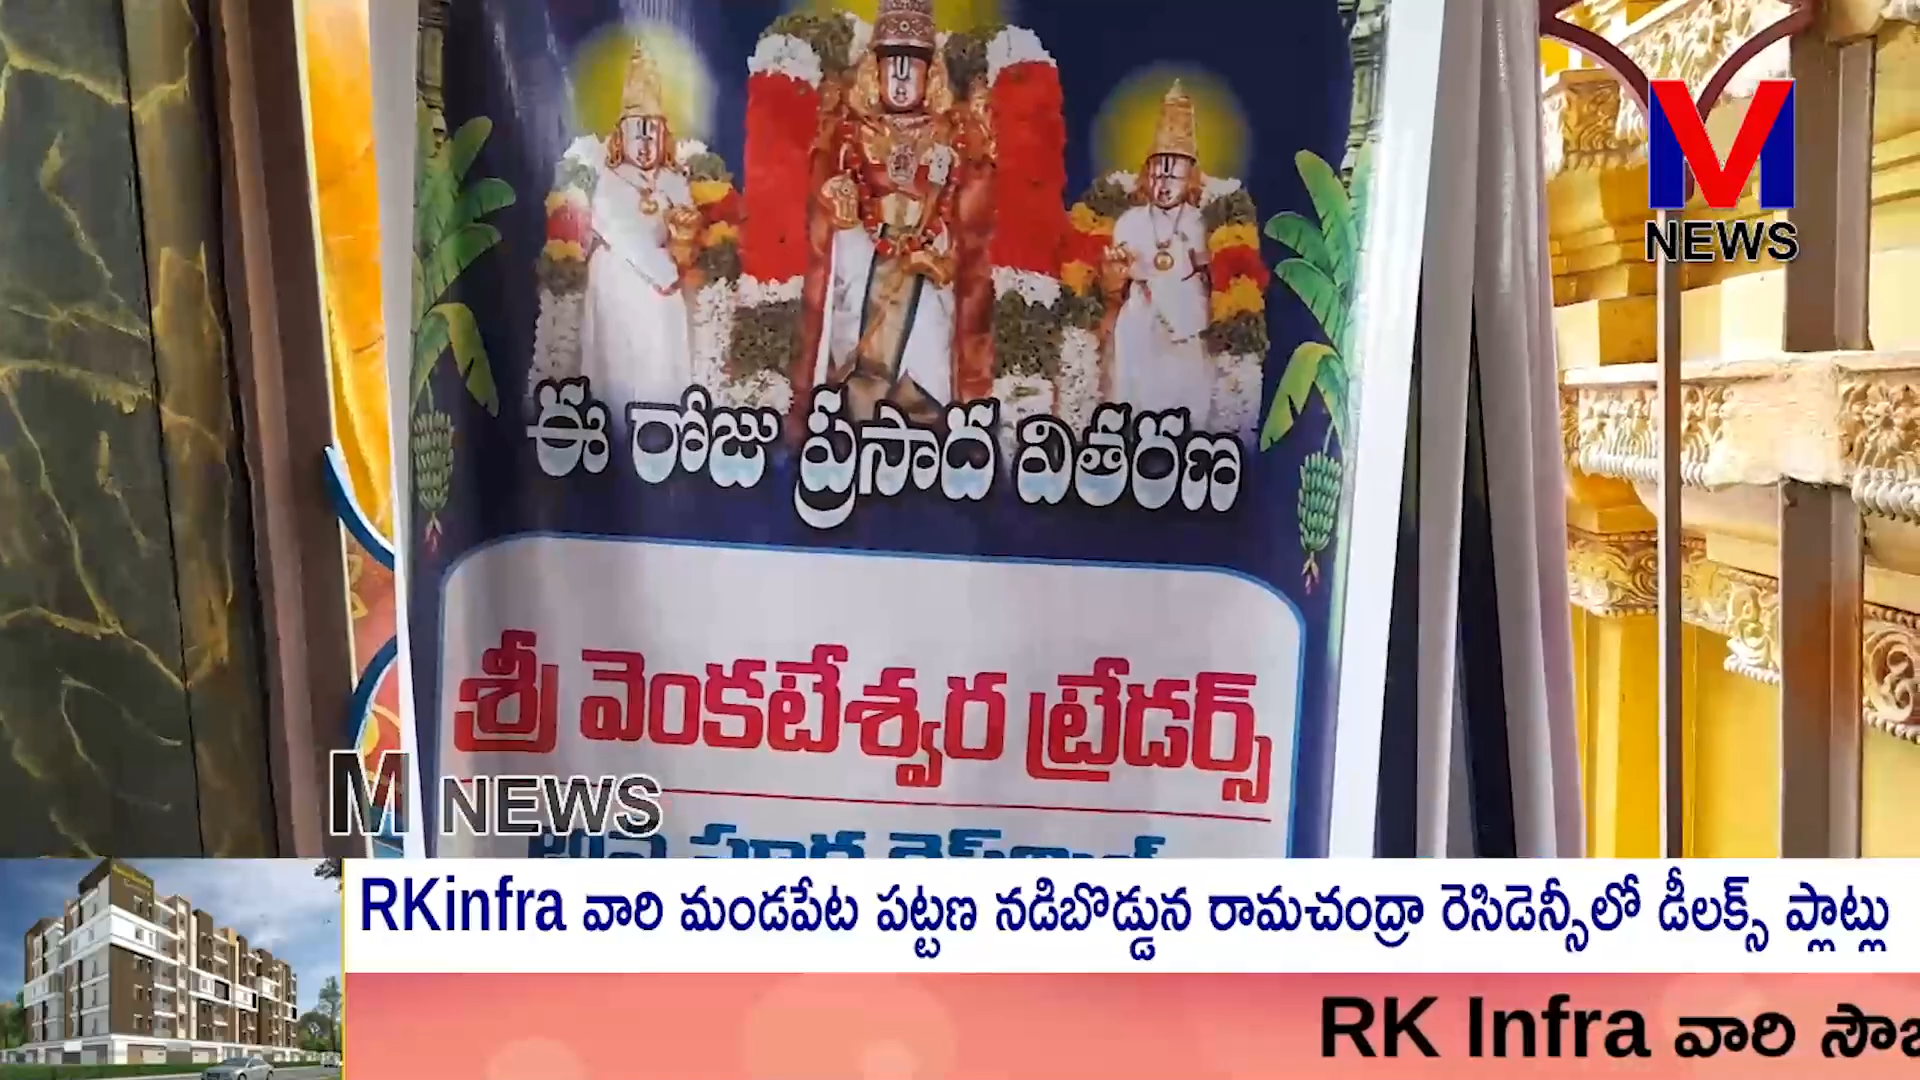 M
NEWS
ఈ రోజు ప్రసాద వితరణ
శ్రీ వెంకటేశ్వర ట్రేడర్స్
M NEWS
RKinfra వారి మండపేట పట్టణ నడిబొడ్డున రామచంద్రా రెసిడెన్సీలో డీలక్స్ ప్లాట్లు
RK Infra వారి